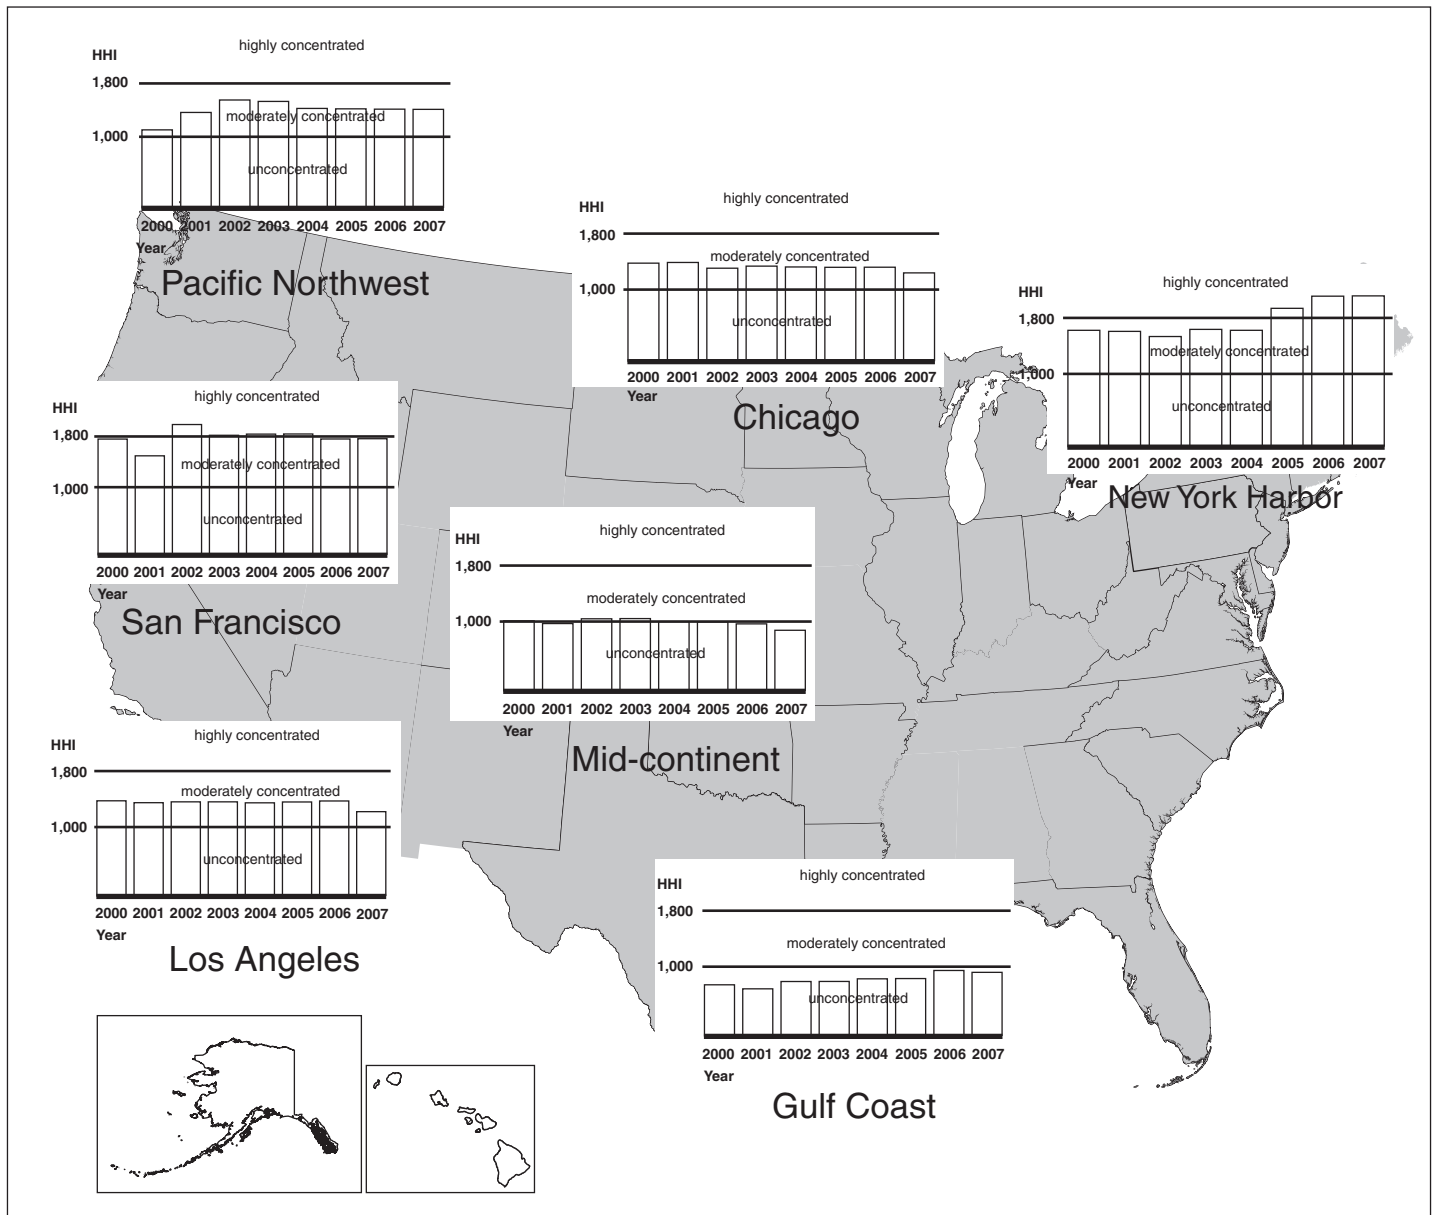 highly concentrated
HHI
1,800
moderately concentrated
1,000
unconcentrated
2000 2001 2002 2003 2004 2005 2006 2007
Year
Pacific Northwest
highly concentrated
HHI
1,800
moderately concentrated
1,000
unconcentrated
2000 2001 2002 2003 2004 2005 2006 2007
Year
Chicago
highly concentrated
HHI
1,800
moderately concentrated
1,000
unconcentrated
2000 2001 2002 2003 2004 2005 2006 2007
Year
New York Harbor
highly concentrated
HHI
1,800
moderately concentrated
1,000
unconcentrated
2000 2001 2002 2003 2004 2005 2006 2007
Year
San Francisco
highly concentrated
HHI
1,800
moderately concentrated
1,000
unconcentrated
2000 2001 2002 2003 2004 2005 2006 2007
Year
Mid-continent
highly concentrated
HHI
1,800
moderately concentrated
1,000
unconcentrated
2000 2001 2002 2003 2004 2005 2006 2007
Year
Los Angeles
highly concentrated
HHI
1,800
moderately concentrated
1,000
unconcentrated
2000 2001 2002 2003 2004 2005 2006 2007
Year
Gulf Coast